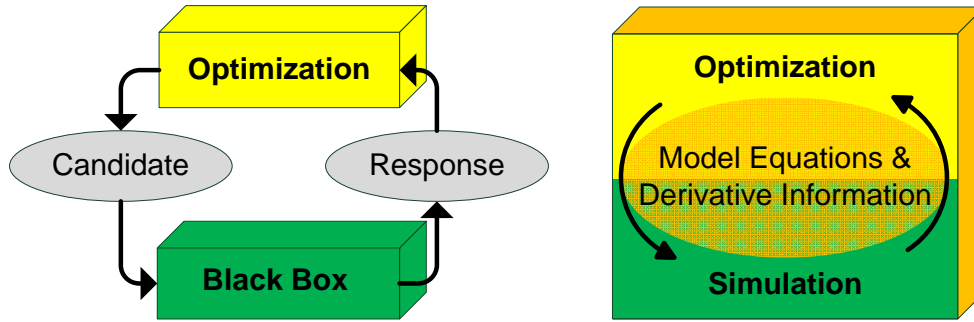 Optimization
Candidate
Response
Black Box
Optimization
Model Equations &
Derivative Information
Simulation